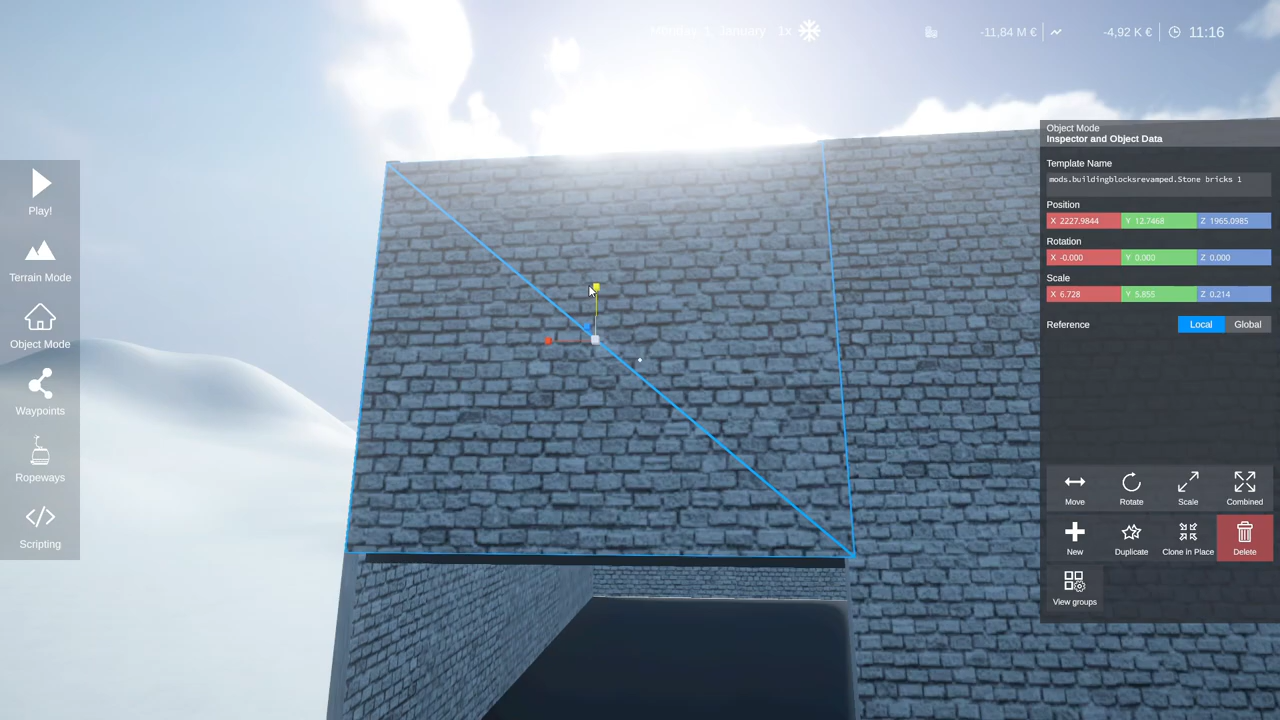 January 1x
-11,84 M €
-4,92 K €
11:16
Play!
Terrain Mode
Object Mode
Waypoints
Ropeways
Scripting
Object Mode
Inspector and Object Data
Template Name
mods.buildingblocksrevamped.Stone bricks 1
Position
X 2227.9844 Y 12.7468 Z 1965.0985
Rotation
X -0.000 Y 0.000 Z 0.000
Scale
X 6.728 Y 5.855 Z 0.214
Reference Local Global
Move Rotate Scale Combined
New Duplicate Clone in Place Delete
View groups